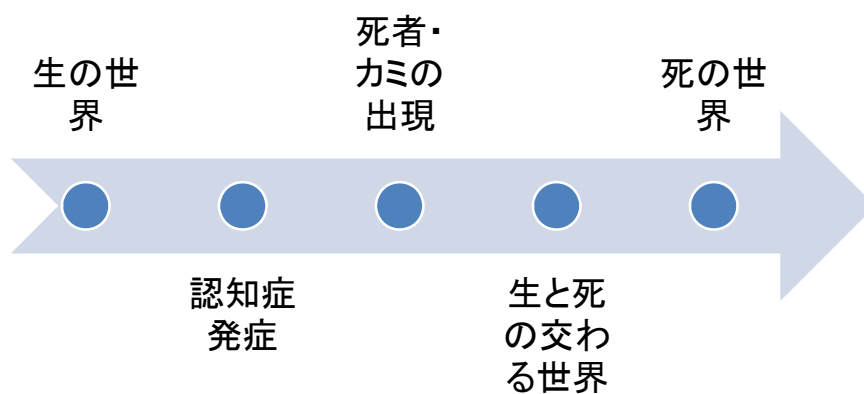 生の世
界
認知症
発症
死者・
カミの
出現
生と死
の交わ
る世界
死の世
界